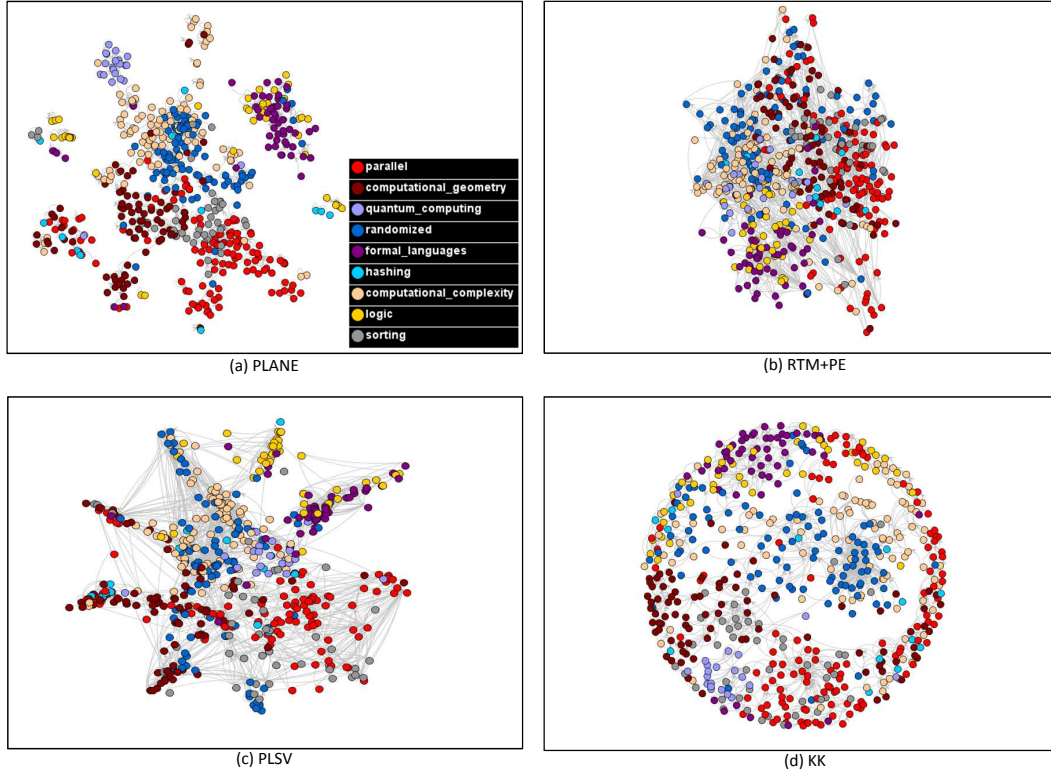 parallel
computational_geometry
quantum_computing
randomized
formal_languages
hashing
computational_complexity
logic
sorting
(a) PLANE
(b) RTM+PE
(c) PLSV
(d) KK